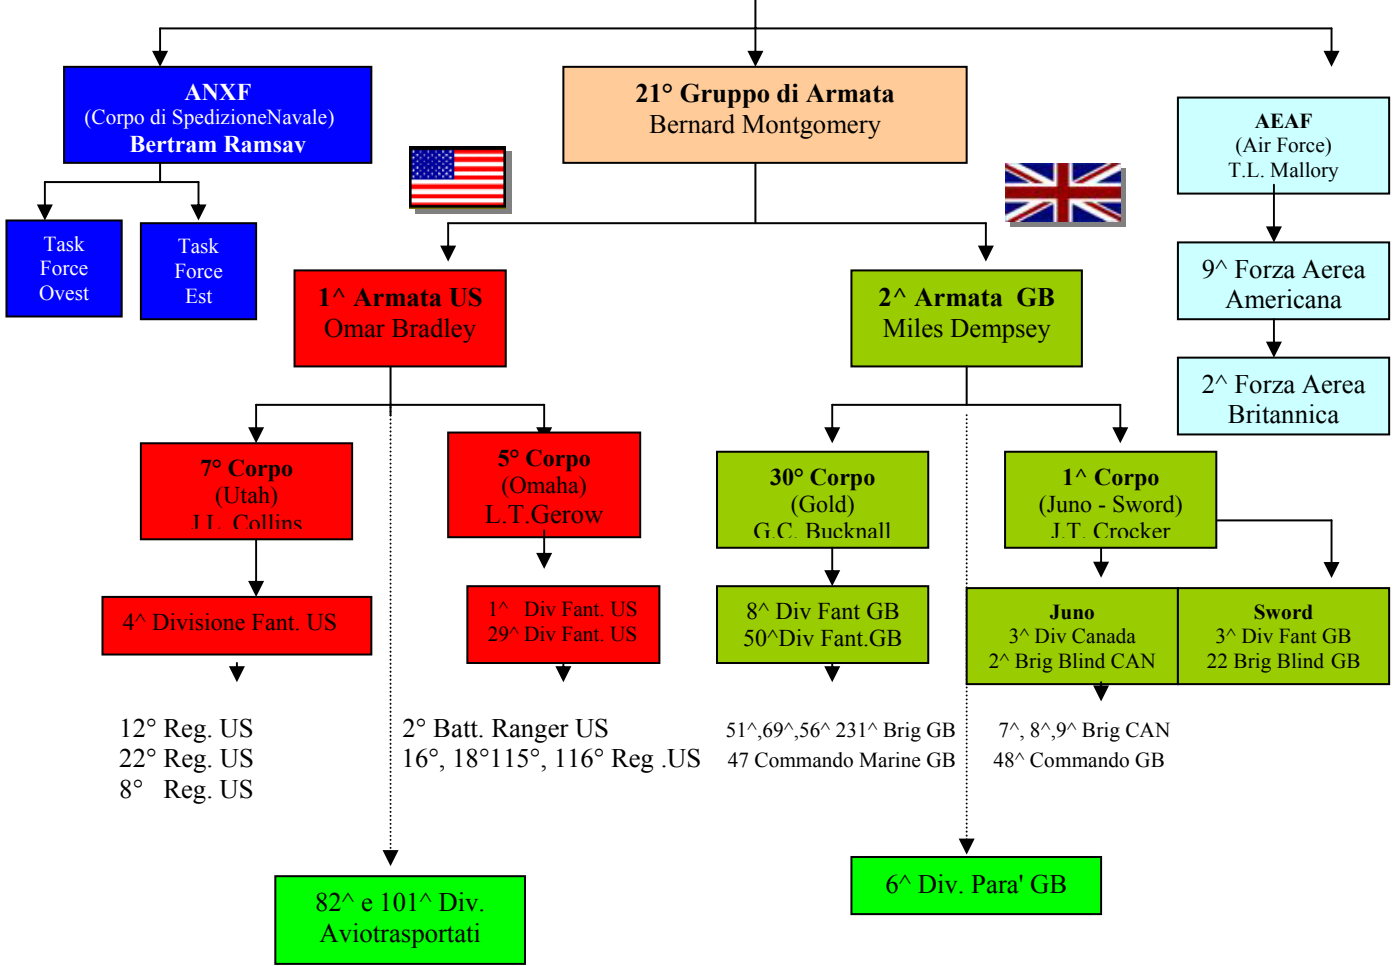 ANXF
(Corpo di SpedizioneNavale)
Bertram Ramsay
21° Gruppo di Armata
Bernard Montgomery
AEAF
(Air Force)
T.L. Mallory
Task
Force
Ovest
Task
Force
Est
9^ Forza Aerea
Americana
1^ Armata US
Omar Bradley
2^ Armata GB
Miles Dempsey
2^ Forza Aerea
Britannica
7° Corpo
(Utah)
J.L. Collins
5° Corpo
(Omaha)
L.T.Gerow
30° Corpo
(Gold)
G.C. Bucknall
1^ Corpo
(Juno - Sword)
J.T. Crocker
4^ Divisione Fant. US
1^ Div Fant. US
29^ Div Fant. US
8^ Div Fant GB
50^Div Fant.GB
Juno
3^ Div Canada
2^ Brig Blind CAN
Sword
3^ Div Fant GB
22 Brig Blind GB
12° Reg. US
22° Reg. US
8° Reg. US
2° Batt. Ranger US
16°, 18°115°, 116° Reg .US
51^,69^,56^ 231^ Brig GB
47 Commando Marine GB
7^, 8^,9^ Brig CAN
48^ Commando GB
82^ e 101^ Div.
Aviotrasportati
6^ Div. Para' GB